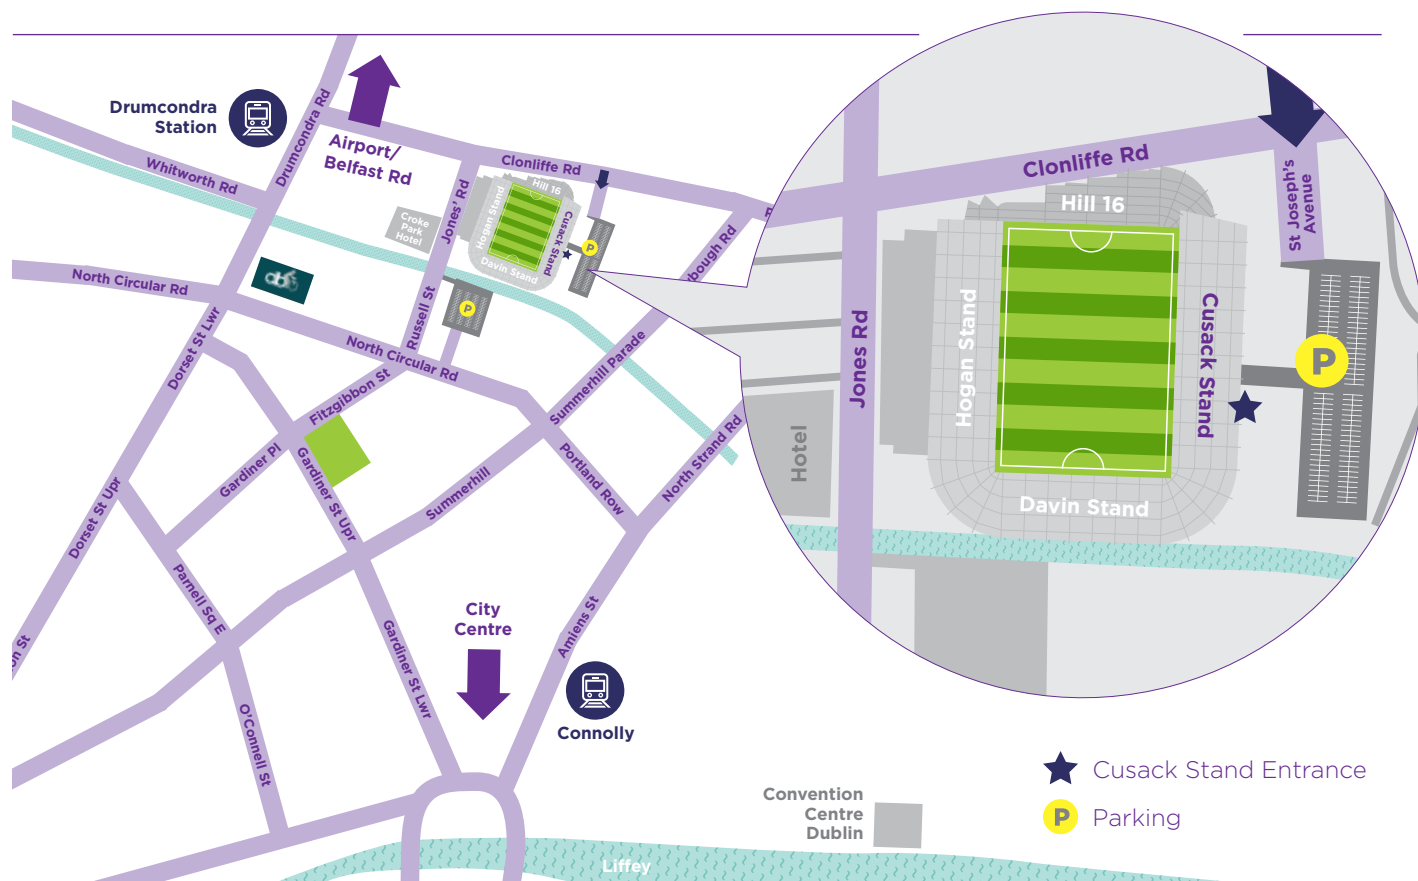 Drumcondra
Station
Drumcondra Rd
Airport/
Belfast Rd
Whitworth Rd
Clonliffe Rd
Jones' Rd
Hill 16
Hogan Stand
Cusack Stand
Davin Stand
Croke
Park
Hotel
P
P
North Circular Rd
Russell St
North Circular Rd
Dorset St Lwr
Fitzgibbon St
Summerhill Parade
bough Rd
Gardiner Pl
Gardiner St Upr
Summerhill
Portland Row
North Strand Rd
Dorset St Upr
Parnell Sq E
on St
O'Connell St
Gardiner St Lwr
City
Centre
Amiens St
Connolly
Convention
Centre
Dublin
Liffey
Clonliffe Rd
St Joseph's
Avenue
Hill 16
Jones Rd
Hogan Stand
Cusack Stand
Davin Stand
Hotel
P
Cusack Stand Entrance
P Parking